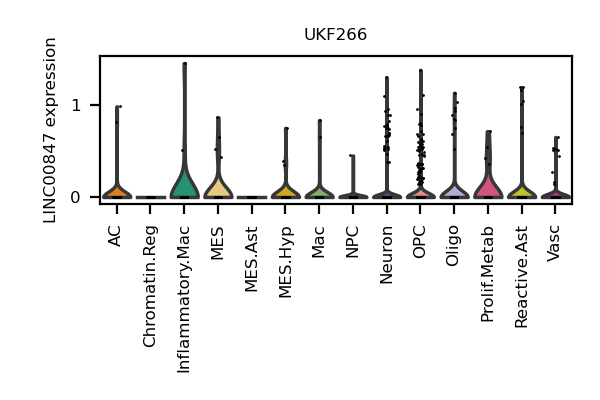 UKF266
LINC00847 expression
1
0
AC
Chromatin.Reg
Inflammatory.Mac
MES
MES.Ast
MES.Hyp
Mac
NPC
Neuron
OPC
Oligo
Prolif.Metab
Reactive.Ast
Vasc